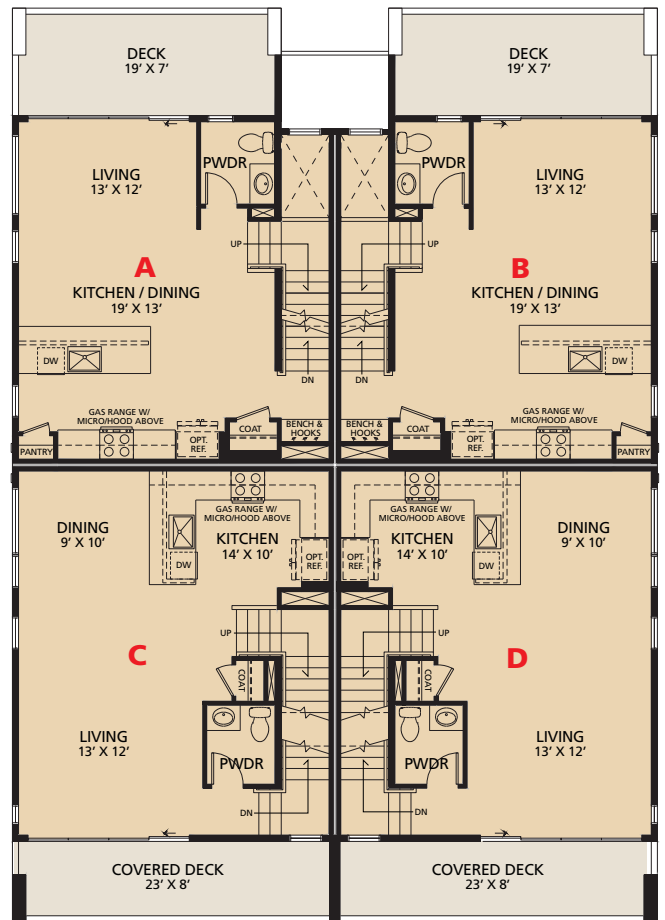 DECK
19' X 7'
DECK
19' X 7'
PWDR
PWDR
LIVING
13' X 12'
LIVING
13' X 12'
UP
UP
A
B
KITCHEN / DINING
19' X 13'
KITCHEN / DINING
19' X 13'
DW
DW
DN
DN
GAS RANGE W/
MICRO/HOOD ABOVE
GAS RANGE W/
MICRO/HOOD ABOVE
PANTRY
OPT.
REF.
COAT
BENCH &
HOOKS
BENCH &
HOOKS
COAT
OPT.
REF.
PANTRY
GAS RANGE W/
MICRO/HOOD ABOVE
GAS RANGE W/
MICRO/HOOD ABOVE
DINING
9' X 10'
KITCHEN
14' X 10'
KITCHEN
14' X 10'
DINING
9' X 10'
DW
OPT.
REF.
OPT.
REF.
DW
UP
UP
C
D
COAT
COAT
LIVING
13' X 12'
LIVING
13' X 12'
PWDR
PWDR
DN
DN
COVERED DECK
23' X 8'
COVERED DECK
23' X 8'